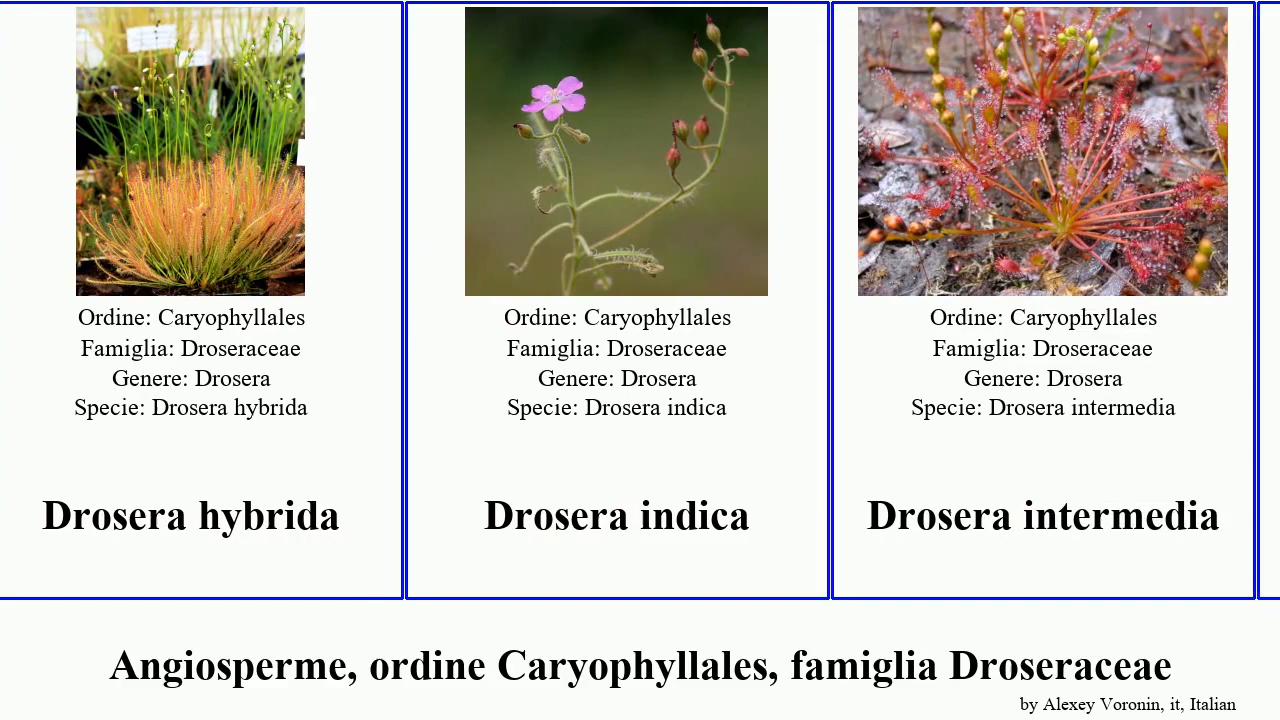 Ordine: Caryophyllales
Famiglia: Droseraceae
Genere: Drosera
Specie: Drosera hybrida
Drosera hybrida
Ordine: Caryophyllales
Famiglia: Droseraceae
Genere: Drosera
Specie: Drosera indica
Drosera indica
Ordine: Caryophyllales
Famiglia: Droseraceae
Genere: Drosera
Specie: Drosera intermedia
Drosera intermedia
Angiosperme, ordine Caryophyllales, famiglia Droseraceae
by Alexey Voronin, it, Italian